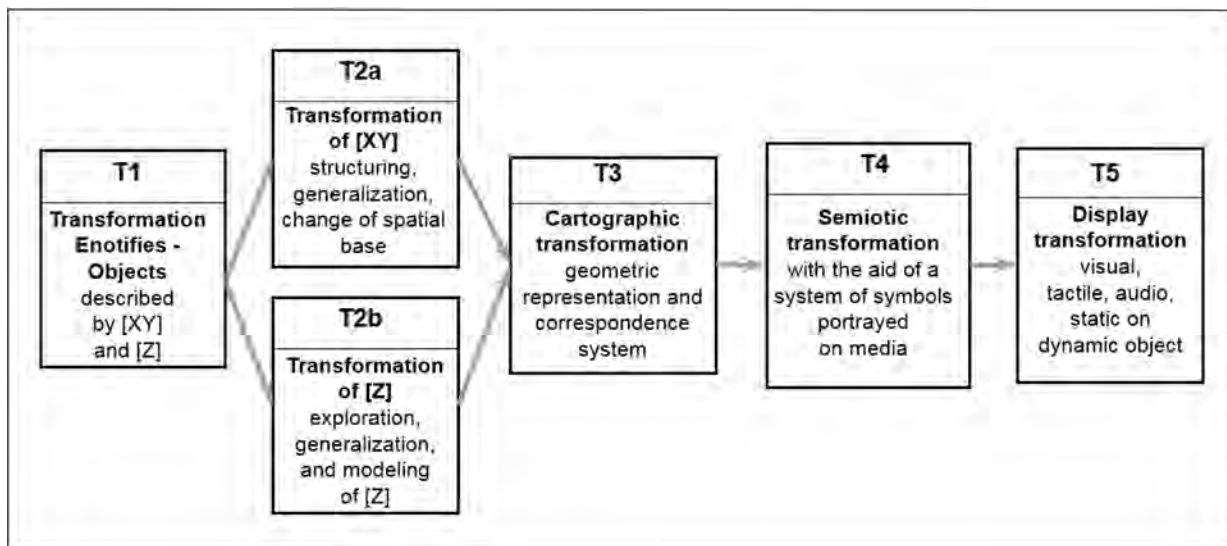 T1
Transformation
Enotifies -
Objects
described
by [XY]
and [Z]
T2a
Transformation
of [XY]
structuring,
generalization,
change of spatial
base
T2b
Transformation
of [Z]
exploration,
generalization,
and modeling
of [Z]
T3
Cartographic
transformation
geometric
representation and
correspondence
system
T4
Semiotic
transformation
with the aid of a
system of symbols
portrayed
on media
T5
Display
transformation
visual,
tactile, audio,
static on
dynamic object